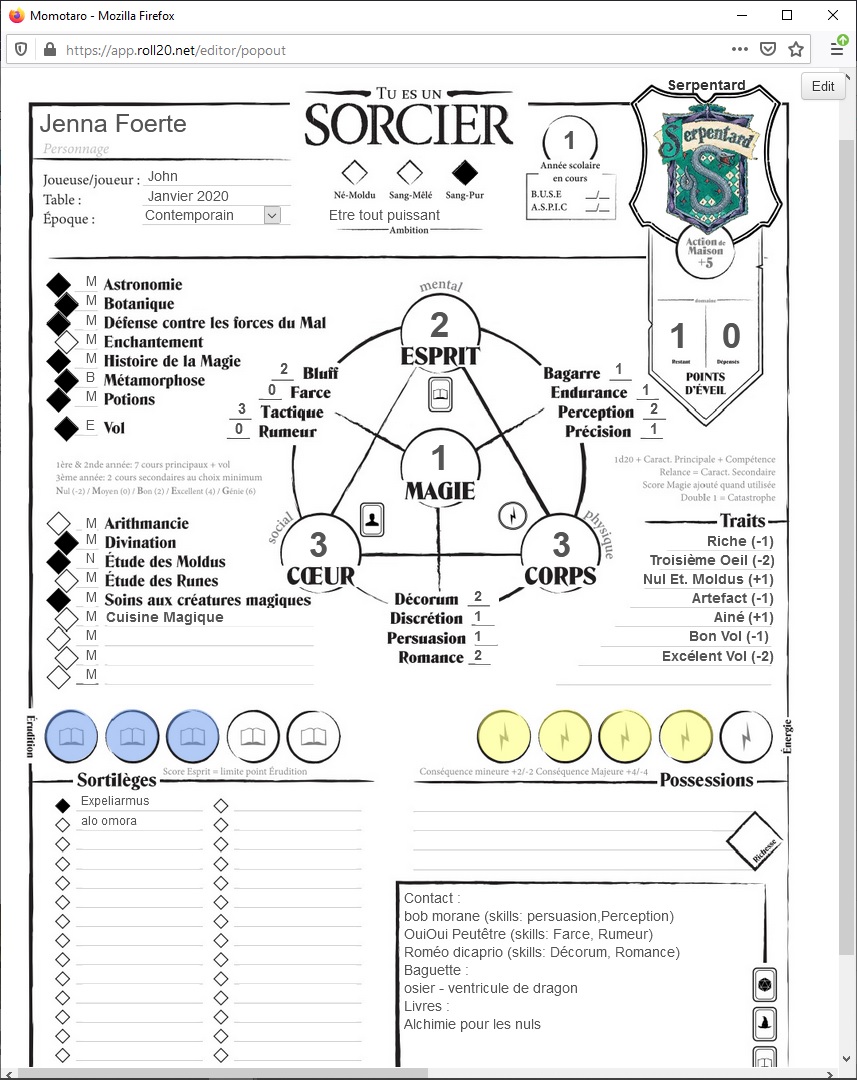 Momotaro - Mozilla Firefox
https://app.roll20.net/editor/popout
Edit
TU ES UN
SORCIER
Serpentard
Serpentard
Jenna Foerte
Personnage
Joueuse/joueur : John
Table : Janvier 2020
Époque : Contemporain
Né-Moldu Sang-Mêlé Sang-Pur
Etre tout puissant
Ambition
1
Année scolaire
en cours
B.U.S.E _/_
A.S.P.I.C _/_
Action de
Maison
+5
domaine
1 0
Restant Dépensés
POINTS
D'ÉVEIL
M Astronomie
M Botanique
M Défense contre les forces du Mal
M Enchantement
M Histoire de la Magie
B Métamorphose
M Potions
E Vol
1ère & 2nde année: 7 cours principaux + vol
3ème année: 2 cours secondaires au choix minimum
Nul (-2) / Moyen (0) / Bon (2) / Excellent (4) / Génie (6)
mental
2
ESPRIT
2 Bluff
0 Farce
3 Tactique
0 Rumeur
Bagarre 1
Endurance 1
Perception 2
Précision 1
1
MAGIE
1d20 + Caract. Principale + Compétence
Relance = Caract. Secondaire
Score Magie ajouté quand utilisée
Double 1 = Catastrophe
social
3
CŒUR
physique
3
CORPS
Décorum 2
Discrétion 1
Persuasion 1
Romance 2
M Arithmancie
M Divination
N Étude des Moldus
M Étude des Runes
M Soins aux créatures magiques
M Cuisine Magique
M
M
M
Traits
Riche (-1)
Troisième Oeil (-2)
Nul Et. Moldus (+1)
Artefact (-1)
Ainé (+1)
Bon Vol (-1)
Excélent Vol (-2)
Érudition
Énergie
Score Esprit = limite point Érudition
Conséquence mineure +2/-2 Conséquence Majeure +4/-4
Sortilèges
Expeliarmus
alo omora
Possessions
Richesse
Contact :
bob morane (skills: persuasion,Perception)
OuiOui Peutêtre (skills: Farce, Rumeur)
Roméo dicaprio (skills: Décorum, Romance)
Baguette :
osier - ventricule de dragon
Livres :
Alchimie pour les nuls